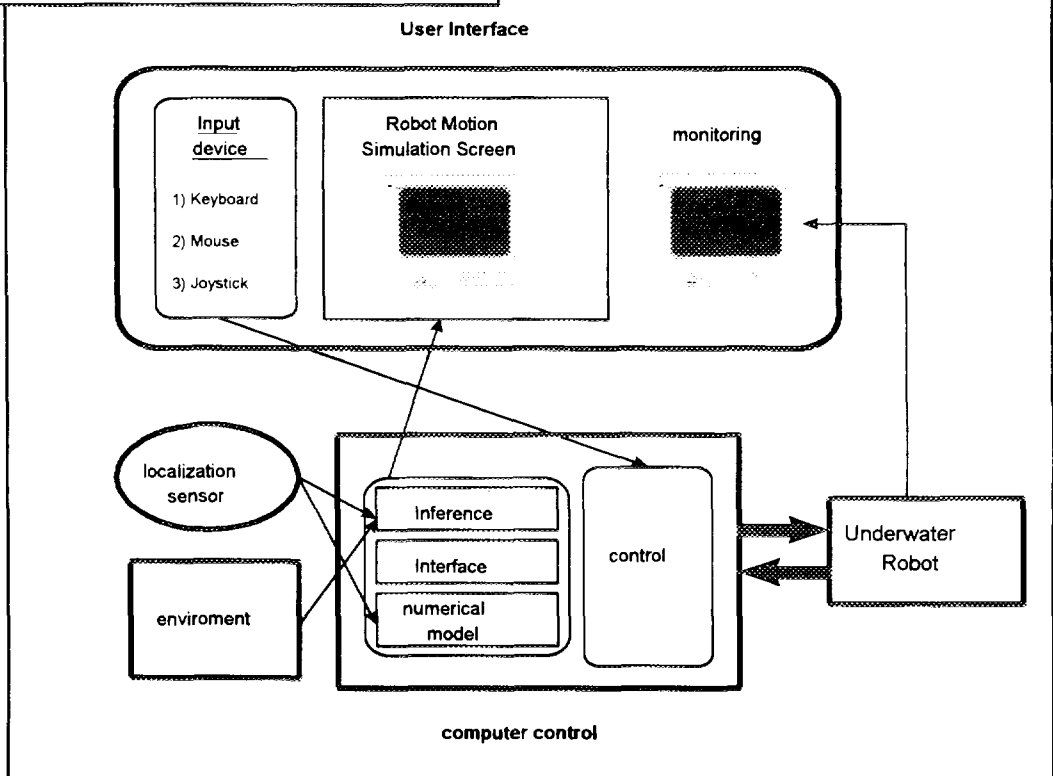 User Interface
Input
device
1) Keyboard
2) Mouse
3) Joystick
Robot Motion
Simulation Screen
monitoring
localization
sensor
enviroment
Inference
Interface
numerical
model
control
Underwater
Robot
computer control